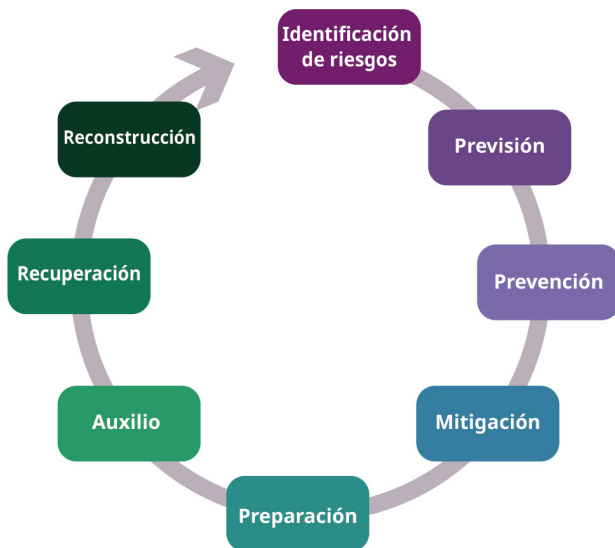 Identificación
de riesgos
Previsión
Prevención
Mitigación
Preparación
Auxilio
Recuperación
Reconstrucción